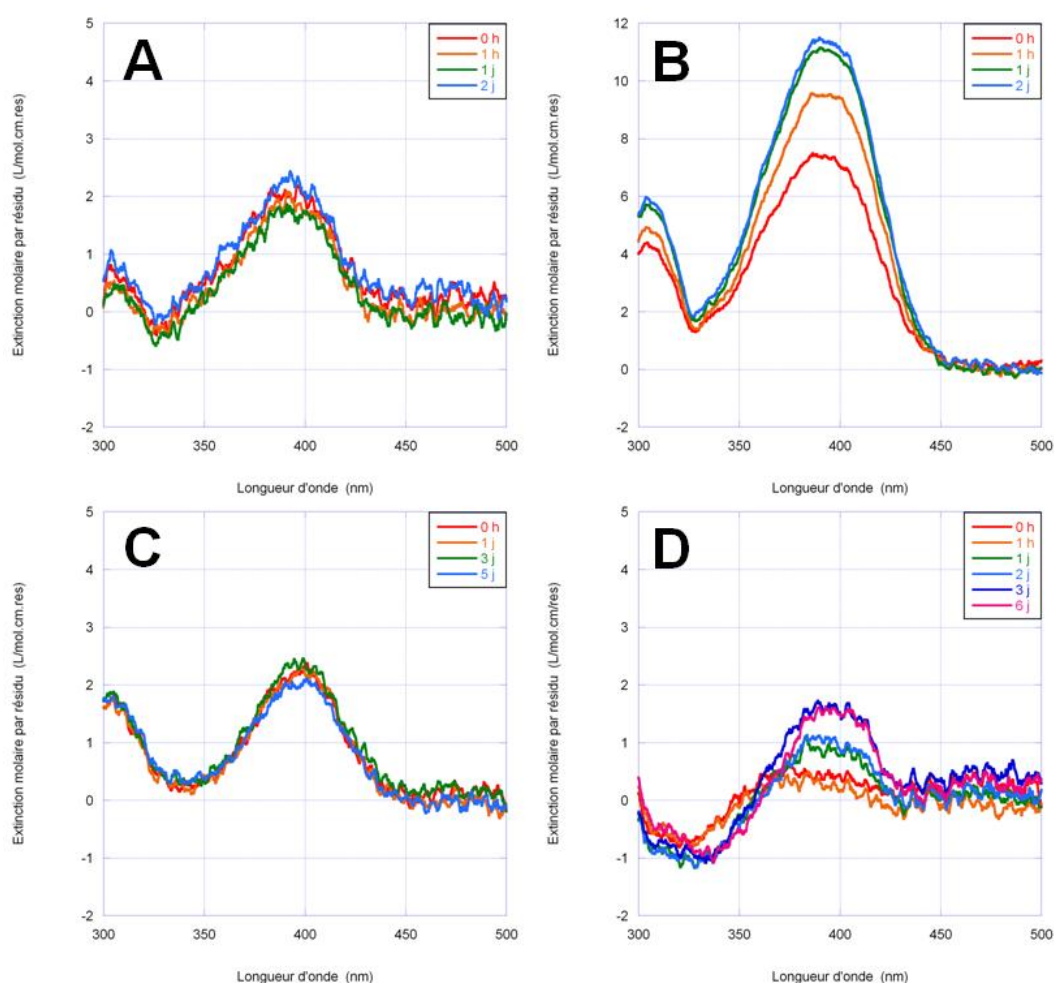 A
Extinction molaire par résidu (L/mol.cm.res)
5
4
3
2
1
0
-1
-2
300
350
400
450
500
Longueur d'onde (nm)
0 h
1 h
1 j
2 j
B
Extinction molaire par résidu (L/mol.cm.res)
12
10
8
6
4
2
0
-2
300
350
400
450
500
Longueur d'onde (nm)
0 h
1 h
1 j
2 j
C
Extinction molaire par résidu (L/mol.cm.res)
5
4
3
2
1
0
-1
-2
300
350
400
450
500
Longueur d'onde (nm)
0 h
1 j
3 j
5 j
D
Extinction molaire par résidu (L/mol.cm/res)
5
4
3
2
1
0
-1
-2
300
350
400
450
500
Longueur d'onde (nm)
0 h
1 h
1 j
2 j
3 j
6 j